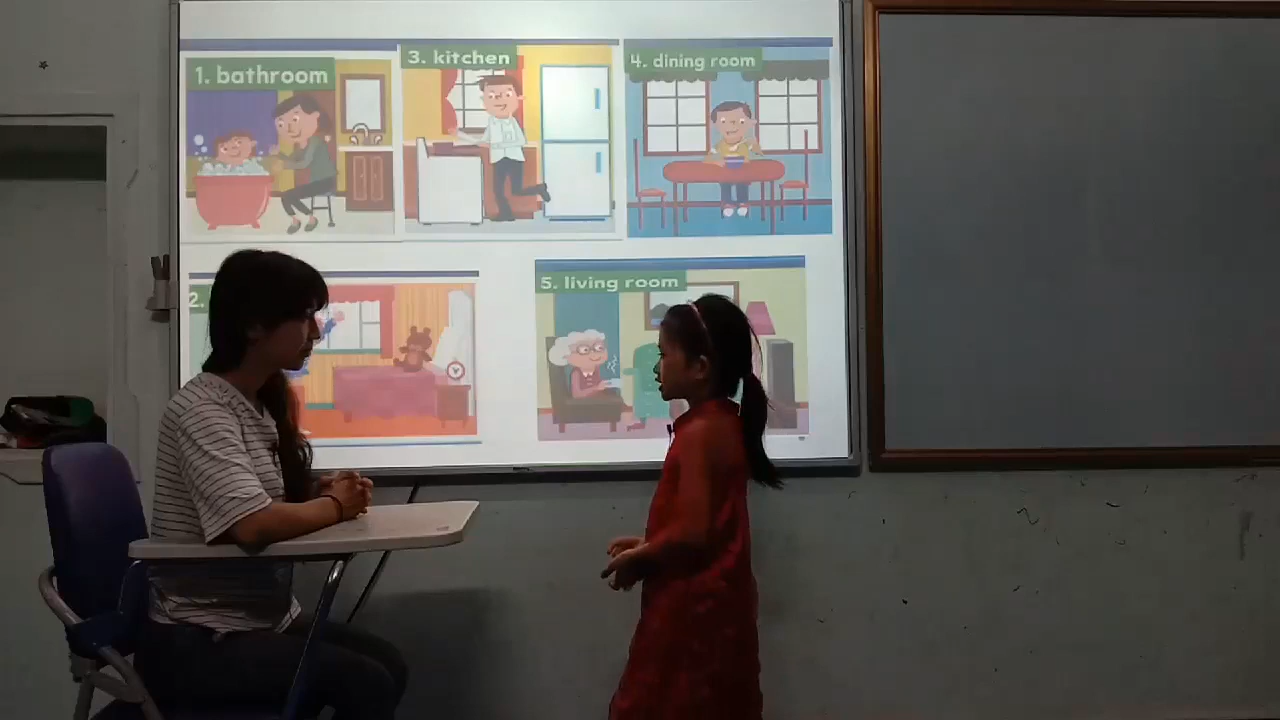 1. bathroom
3. kitchen
4. dining room
2.
5. living room